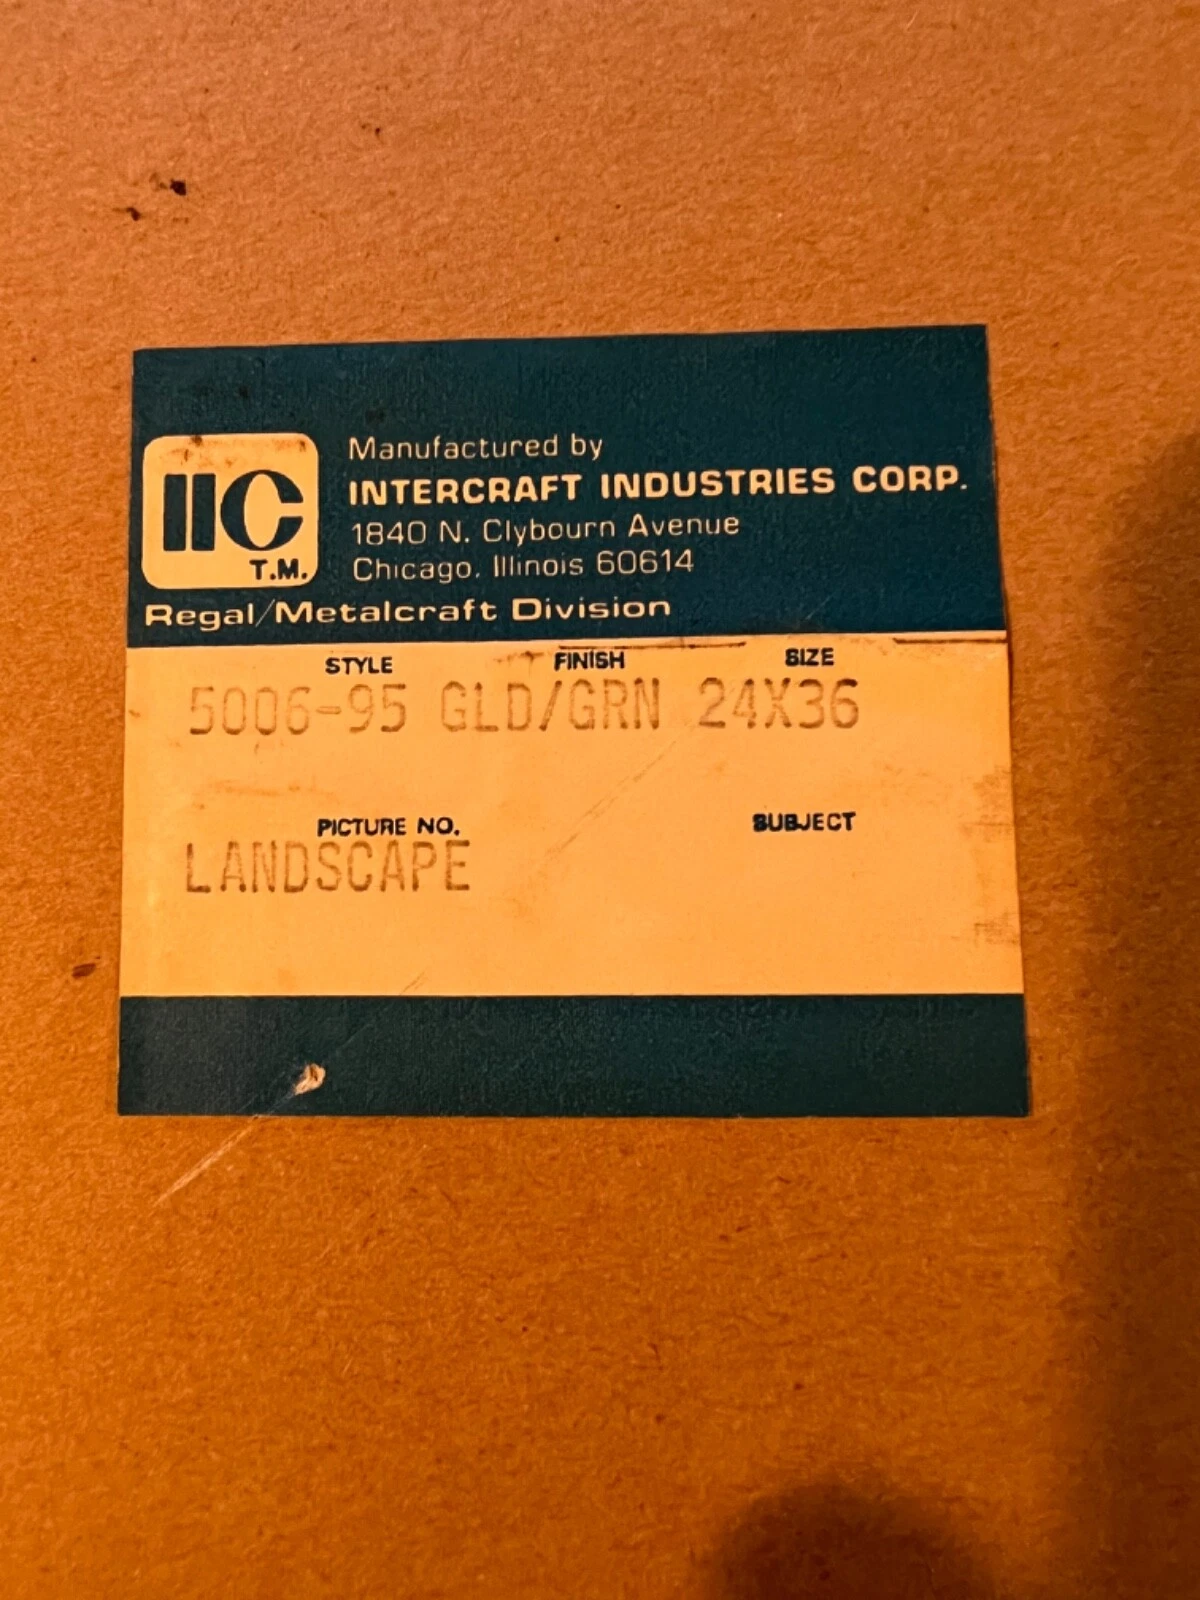 IIC
T.M.
Manufactured by
INTERCRAFT INDUSTRIES CORP.
1840 N. Clybourn Avenue
Chicago, Illinois 60614
Regal/Metalcraft Division
STYLE FINISH SIZE
5006-95 GLD/GRN 24X36
PICTURE NO. SUBJECT
LANDSCAPE